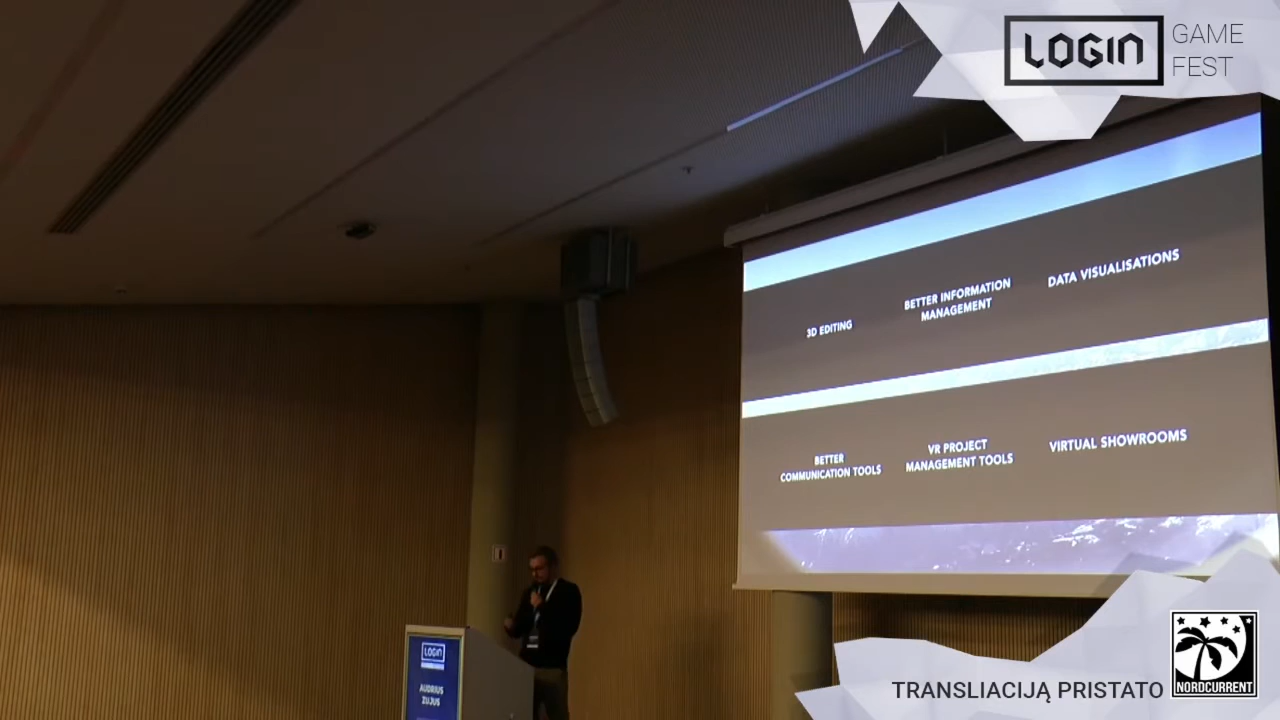 LOGIN
GAME
FEST
3D EDITING
BETTER INFORMATION
MANAGEMENT
DATA VISUALISATIONS
BETTER
COMMUNICATION TOOLS
VR PROJECT
MANAGEMENT TOOLS
VIRTUAL SHOWROOMS
LOGIN
AUDRIUS
ZUJUS
TRANSLIACIJĄ PRISTATO
NORDCURRENT